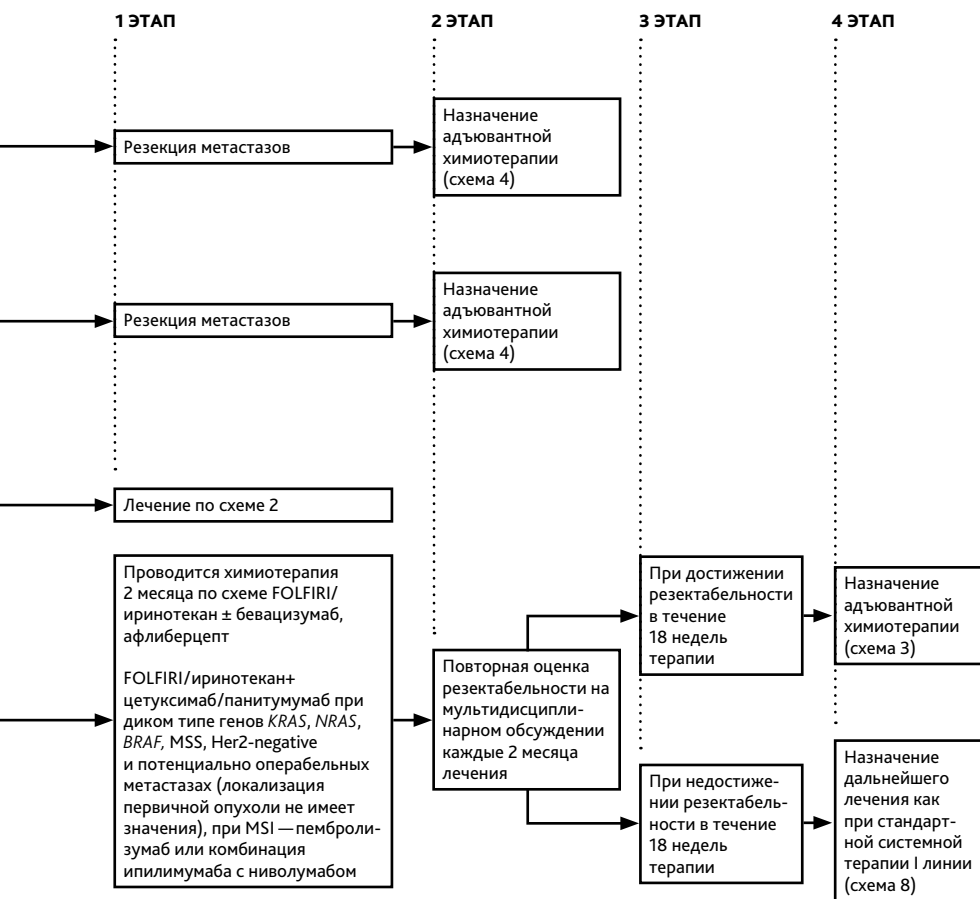 1 ЭТАП
2 ЭТАП
3 ЭТАП
4 ЭТАП
Резекция метастазов
Назначение
адъювантной
химиотерапии
(схема 4)
Резекция метастазов
Назначение
адъювантной
химиотерапии
(схема 4)
Лечение по схеме 2
Проводится химиотерапия
2 месяца по схеме FOLFIRI/
иринотекан ± бевацизумаб,
афлиберцепт
FOLFIRI/иринотекан+
цетуксимаб/панитумумаб при
диком типе генов KRAS, NRAS,
BRAF, MSS, Her2-negative
и потенциально операбельных
метастазах (локализация
первичной опухоли не имеет
значения), при MSI — пембролі-
зумаб или комбинация
ипилимумаба с ниволумабом
Повторная оценка
резектабельности на
мультидисципли-
нарном обсуждении
каждые 2 месяца
лечения
При достижении
резектабельности
в течение
18 недель
терапии
Назначение
адъювантной
химиотерапии
(схема 3)
При недостиже-
нии резектабель-
ности в течение
18 недель
терапии
Назначение
дальнейшего
лечения как
при стандарт-
ной системной
терапии I линии
(схема 8)